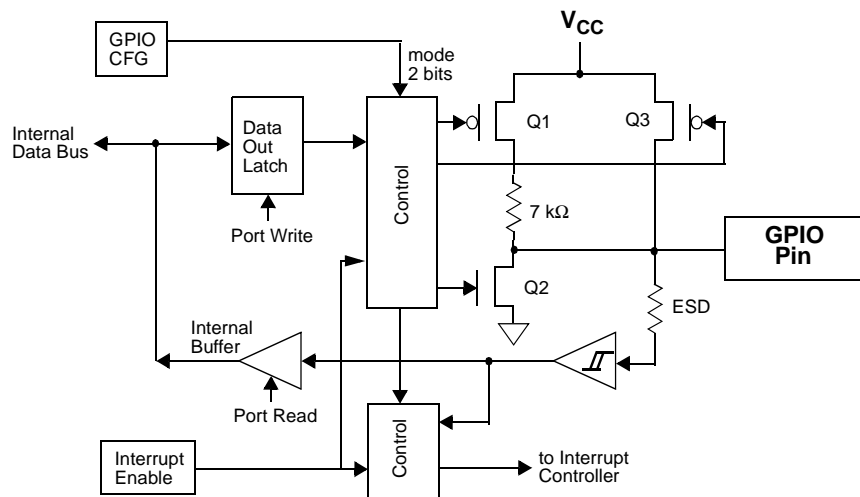 GPIO
CFG
mode
2 bits
VCC
Internal
Data Bus
Data
Out
Latch
Port Write
Control
Q1
Q3
7 kΩ
Q2
GPIO
Pin
ESD
Internal
Buffer
Port Read
Interrupt
Enable
Control
to Interrupt
Controller